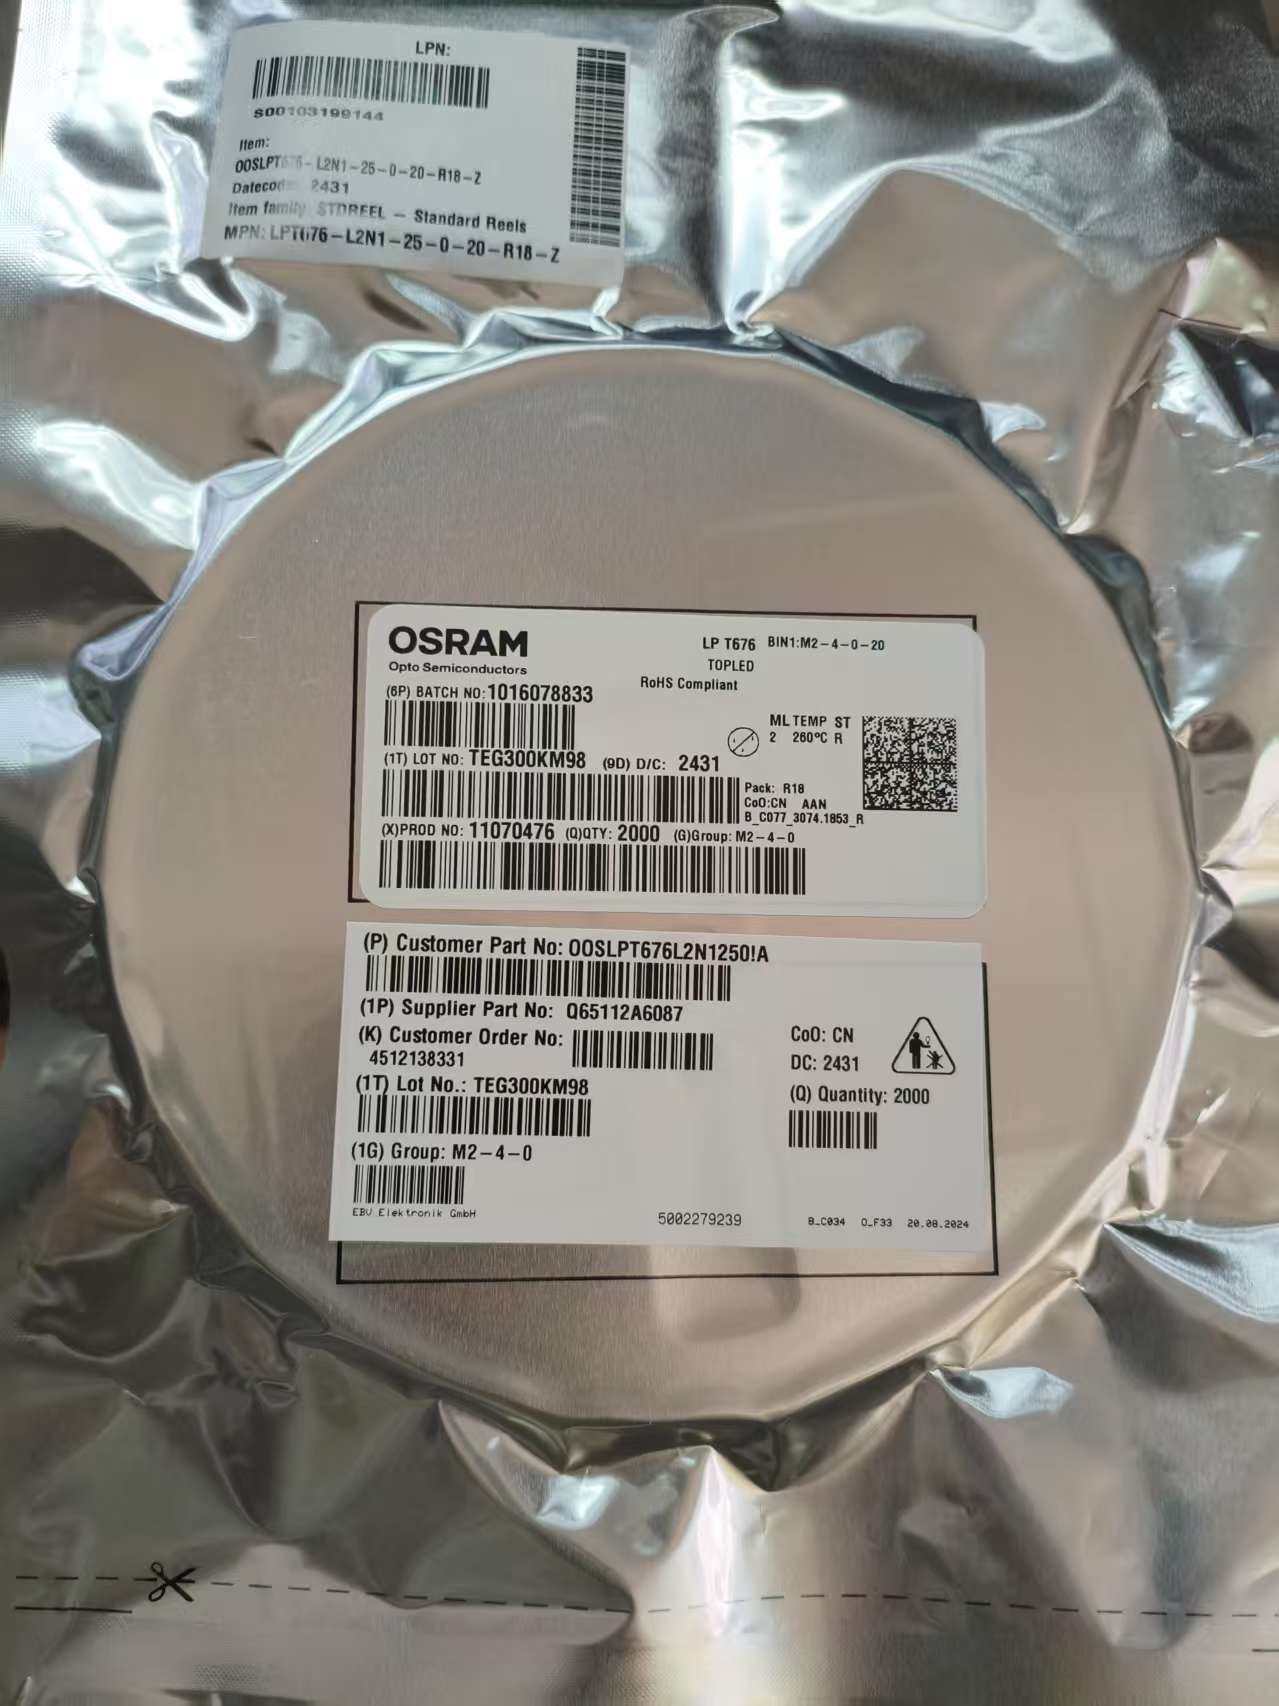 LPN:
S00103199144
Item:
OOSLPT676-L2N1-25-0-20-R18-Z
Datecode: 2431
Item family STDREEL - Standard Reels
MPN: LPT676-L2N1-25-0-20-R18-Z
OSRAM
Opto Semiconductors
LP T676 BIN1:M2-4-0-20
TOPLED
RoHS Compliant
(6P) BATCH NO:1016078833
ML TEMP ST
2 260°C R
(1T) LOT NO: TEG300KM98 (9D) D/C: 2431
Pack: R18
CoO:CN AAN
B_C077_3074.1853_R
(X)PROD NO: 11070476 (Q)QTY: 2000 (G)Group: M2-4-0
(P) Customer Part No: OOSLPT676L2N1250!A
(1P) Supplier Part No: Q65112A6087
(K) Customer Order No:
4512138331
CoO: CN
DC: 2431
(1T) Lot No.: TEG300KM98
(Q) Quantity: 2000
(1G) Group: M2-4-0
EBV Elektronik GmbH
5002279239
B_C034 O_F33 20.08.2024